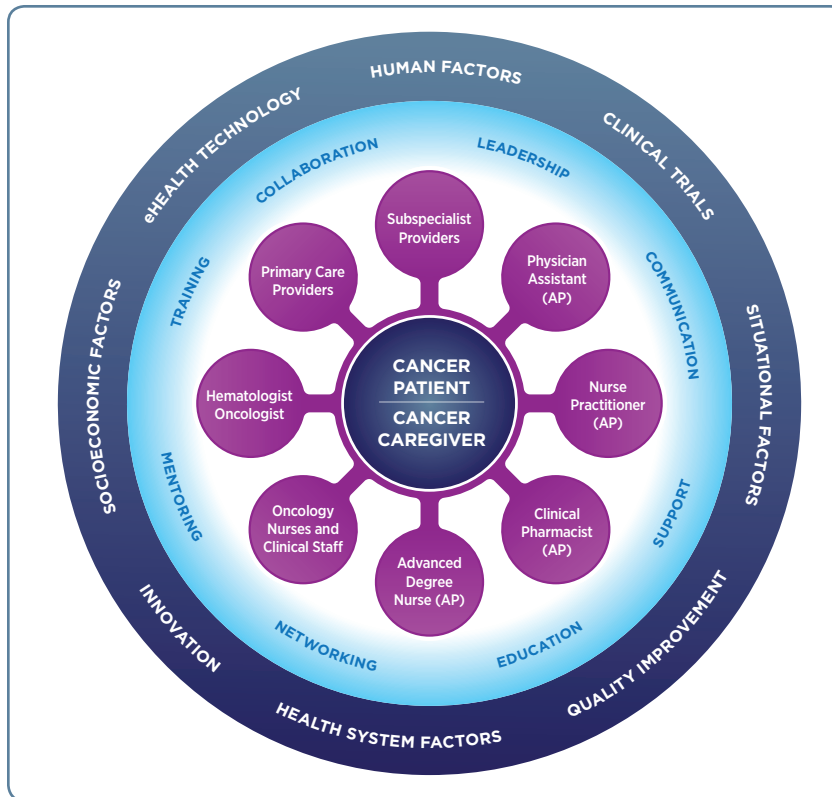 HUMAN FACTORS
CLINICAL TRIALS
SITUATIONAL FACTORS
QUALITY IMPROVEMENT
HEALTH SYSTEM FACTORS
INNOVATION
SOCIOECONOMIC FACTORS
eHEALTH TECHNOLOGY
COLLABORATION
LEADERSHIP
COMMUNICATION
SUPPORT
EDUCATION
NETWORKING
MENTORING
TRAINING
Subspecialist
Providers
Physician
Assistant
(AP)
Nurse
Practitioner
(AP)
Clinical
Pharmacist
(AP)
Advanced
Degree
Nurse (AP)
Oncology
Nurses and
Clinical Staff
Hematologist
Oncologist
Primary Care
Providers
CANCER
PATIENT
CANCER
CAREGIVER